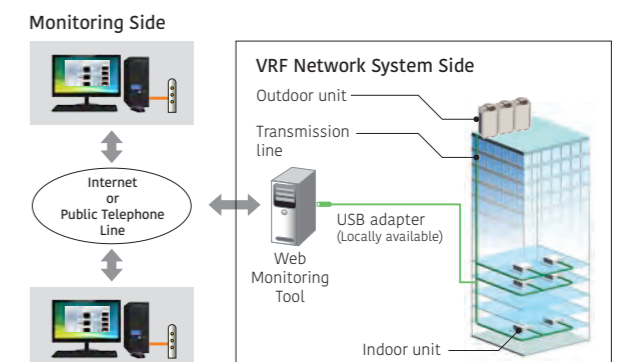 Monitoring Side
VRF Network System Side
Outdoor unit
Transmission
line
Internet
or
Public Telephone
Line
USB adapter
(Locally available)
Web
Monitoring
Tool
Indoor unit